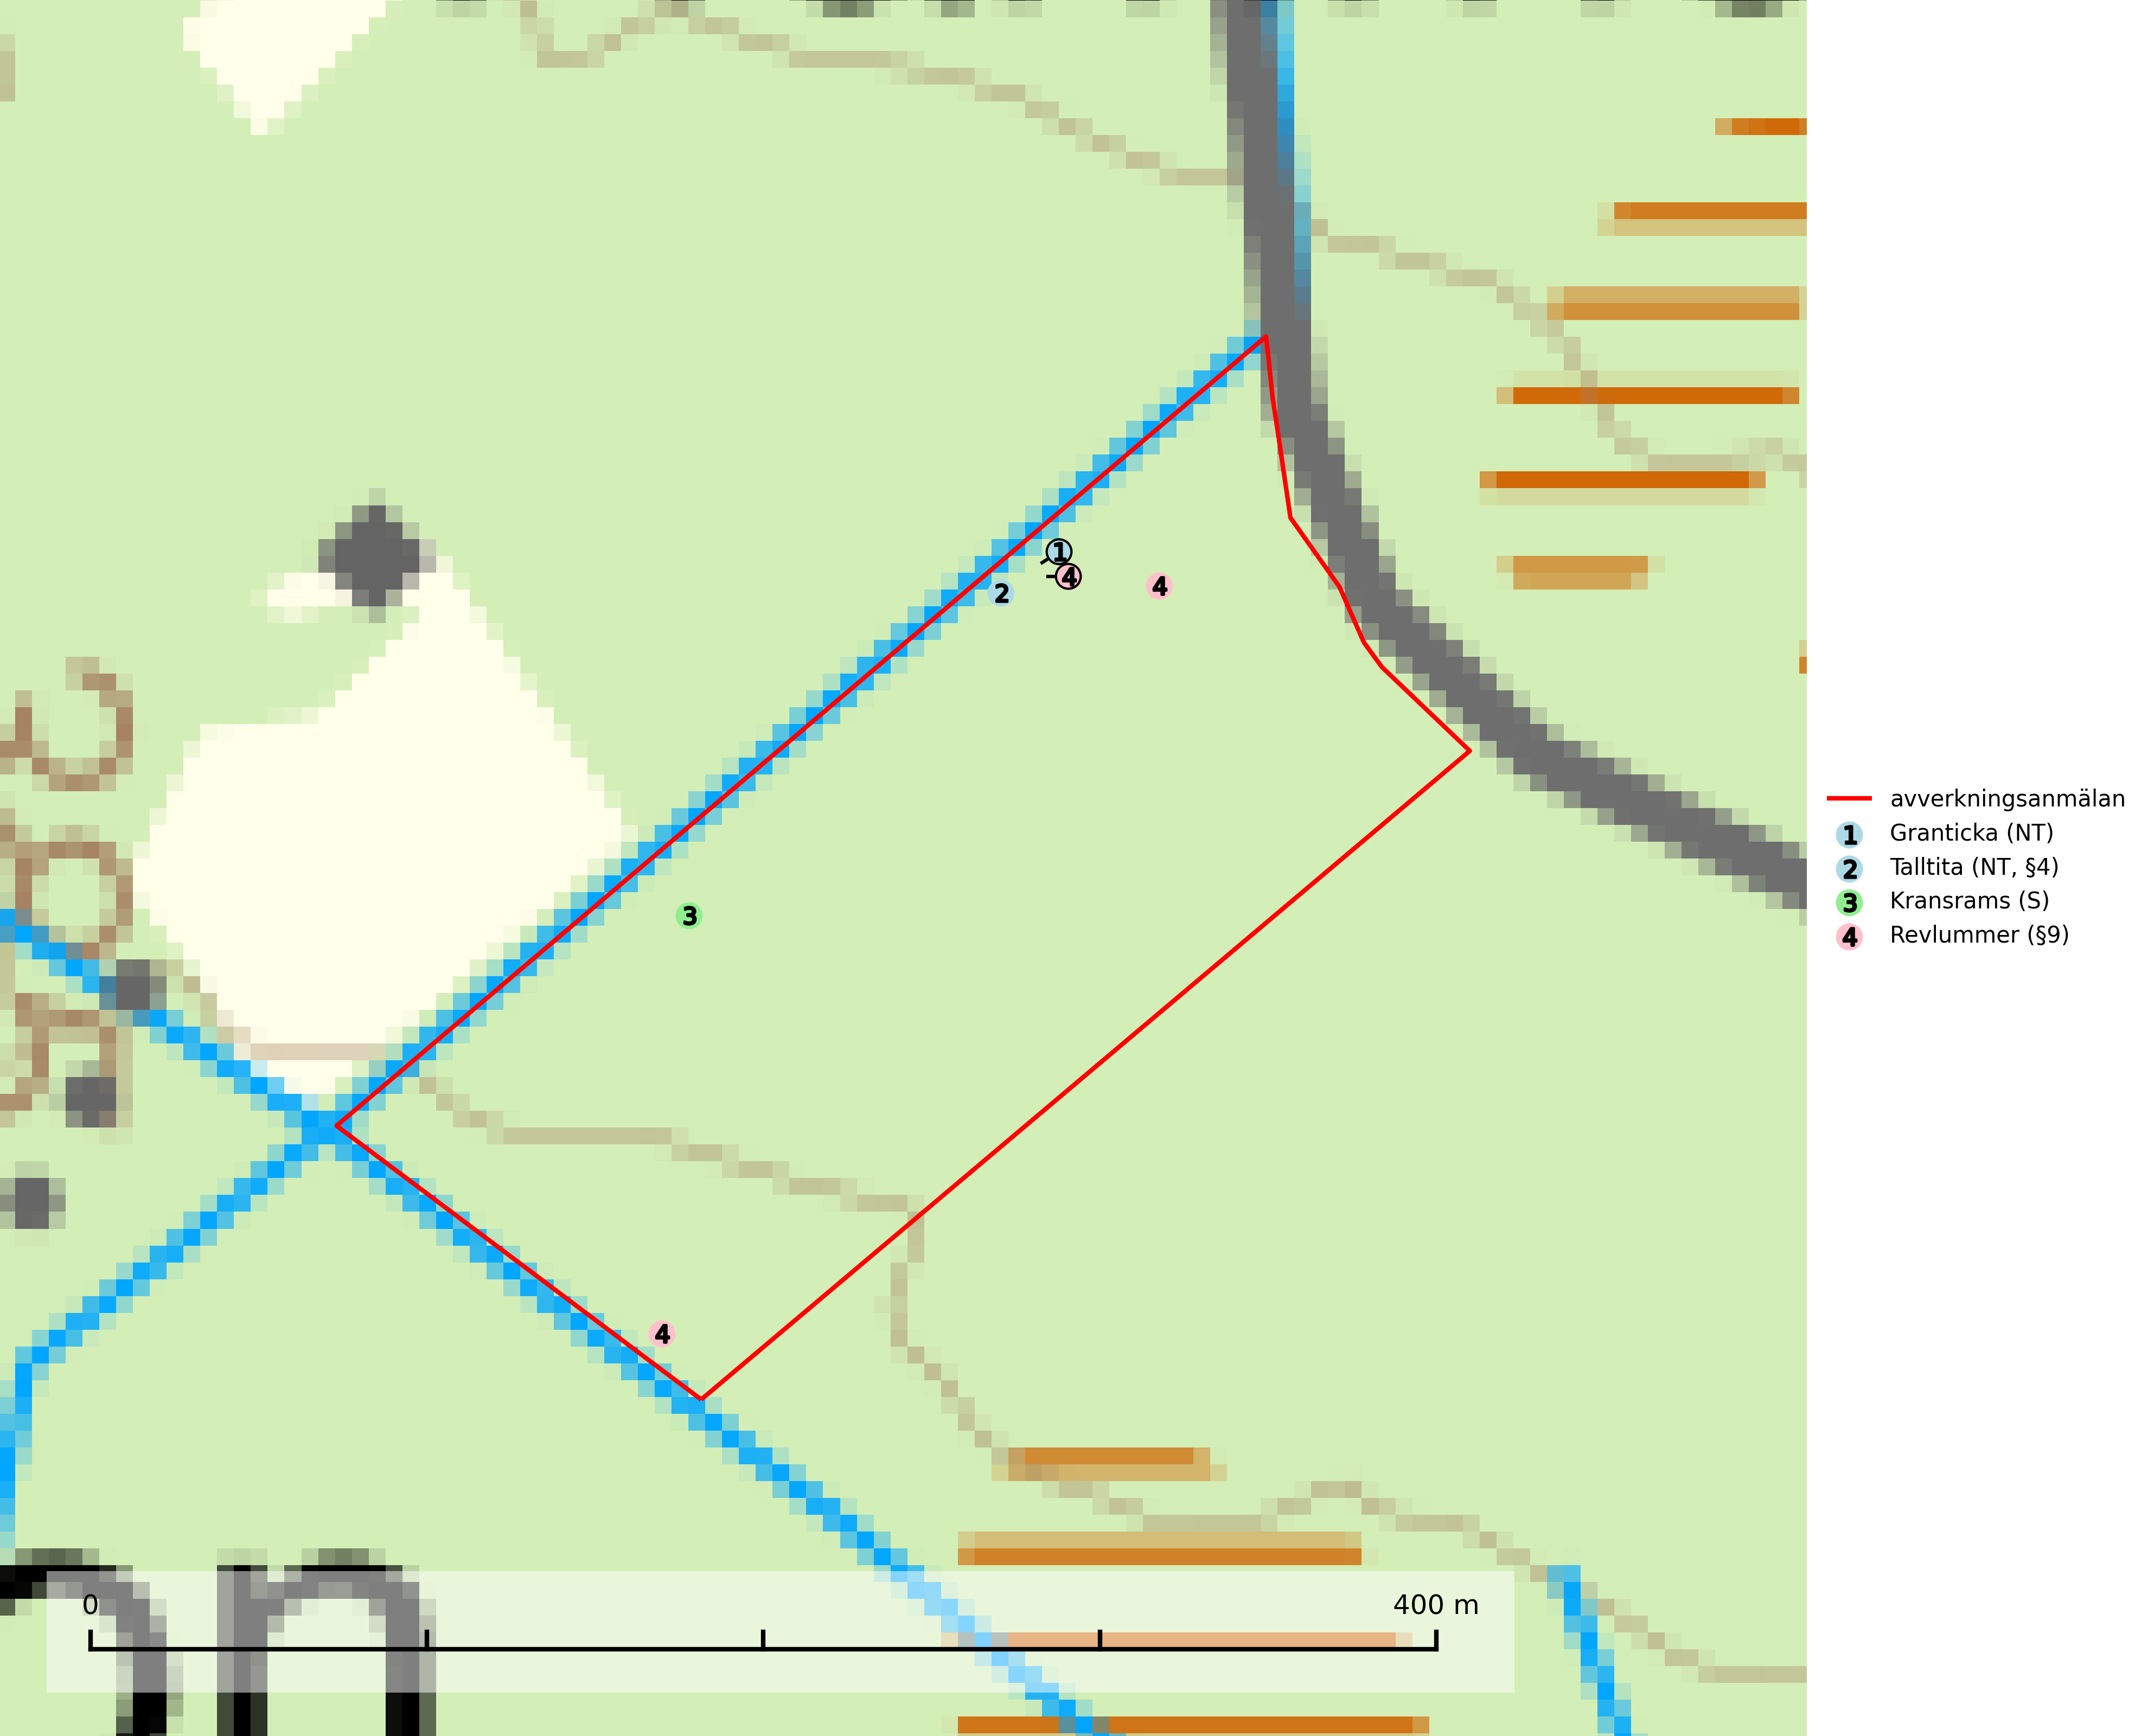 1
4
4
2
3
4
0 400 m
avverkningsanmälan
1 Granticka (NT)
2 Talltita (NT, §4)
3 Kransrams (S)
4 Revlummer (§9)